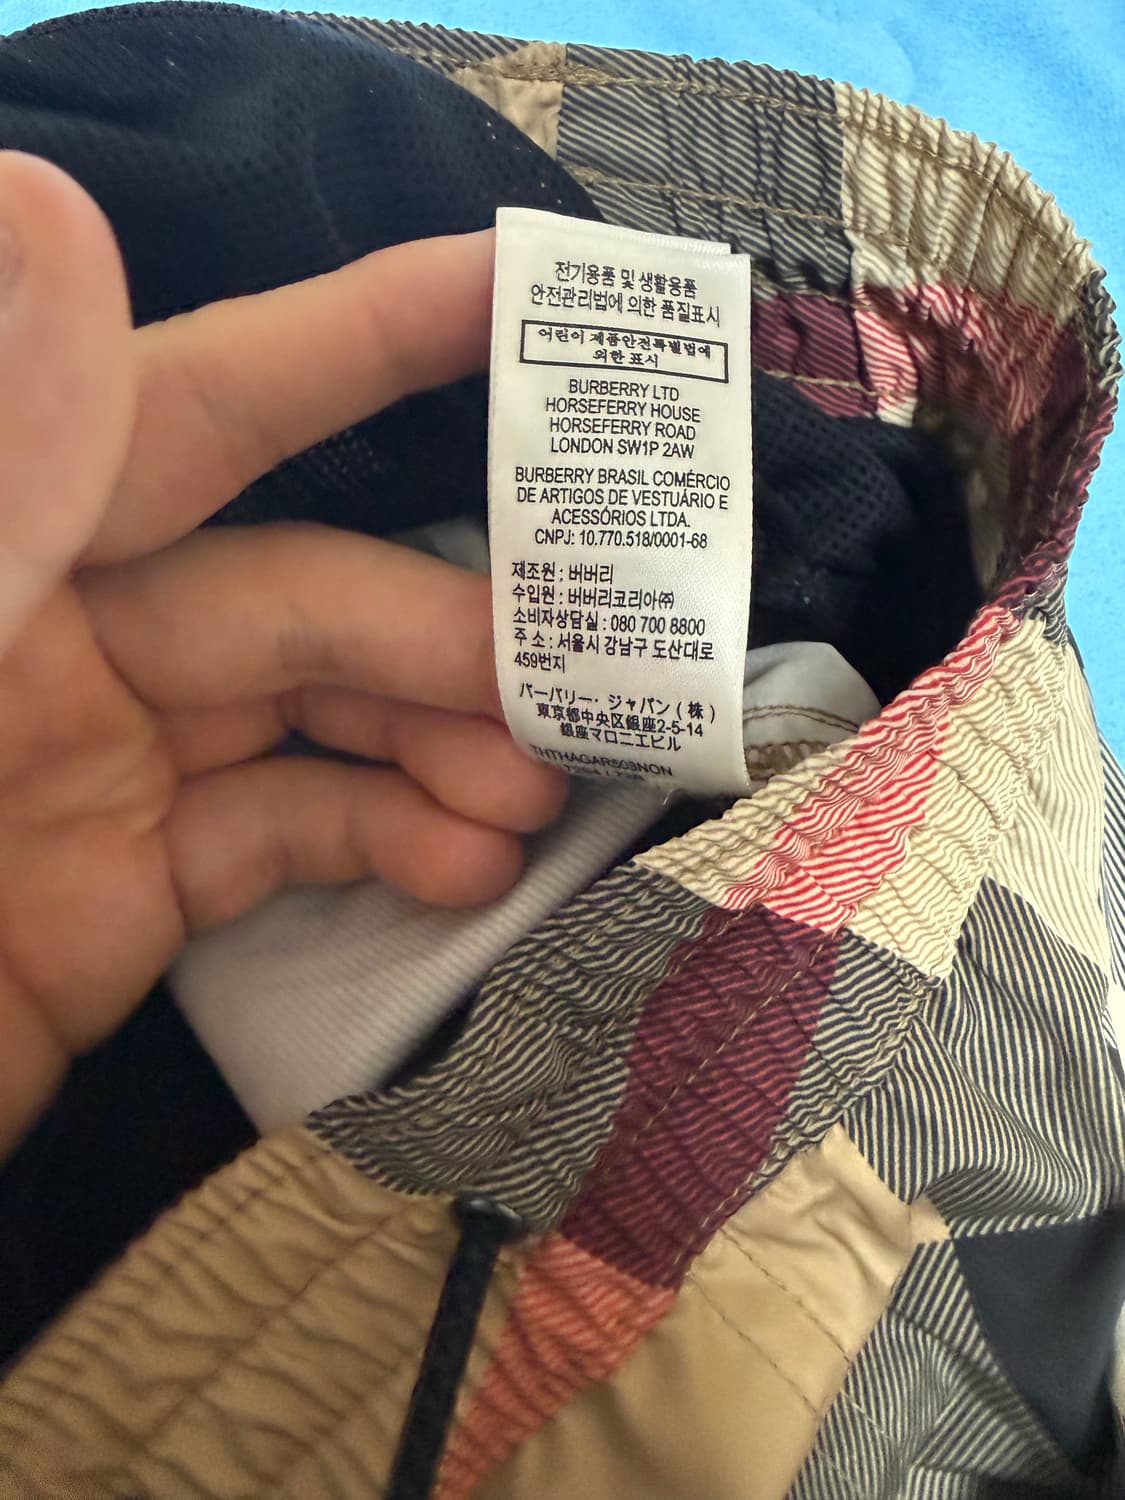 전기용품 및 생활용품
안전관리법에 의한 품질표시
어린이 제품안전특별법에
의한 표시
BURBERRY LTD
HORSEFERRY HOUSE
HORSEFERRY ROAD
LONDON SW1P 2AW
BURBERRY BRASIL COMÉRCIO
DE ARTIGOS DE VESTUÁRIO E
ACESSÓRIOS LTDA.
CNPJ: 10.770.518/0001-68
제조원 : 버버리
수입원 : 버버리코리아㈜
소비자상담실 : 080 700 8800
주 소 : 서울시 강남구 도산대로
459번지
バーバリー・ジャパン ( 株 )
東京都中央区銀座2-5-14
銀座マロニエビル
THTHAGAR503NON